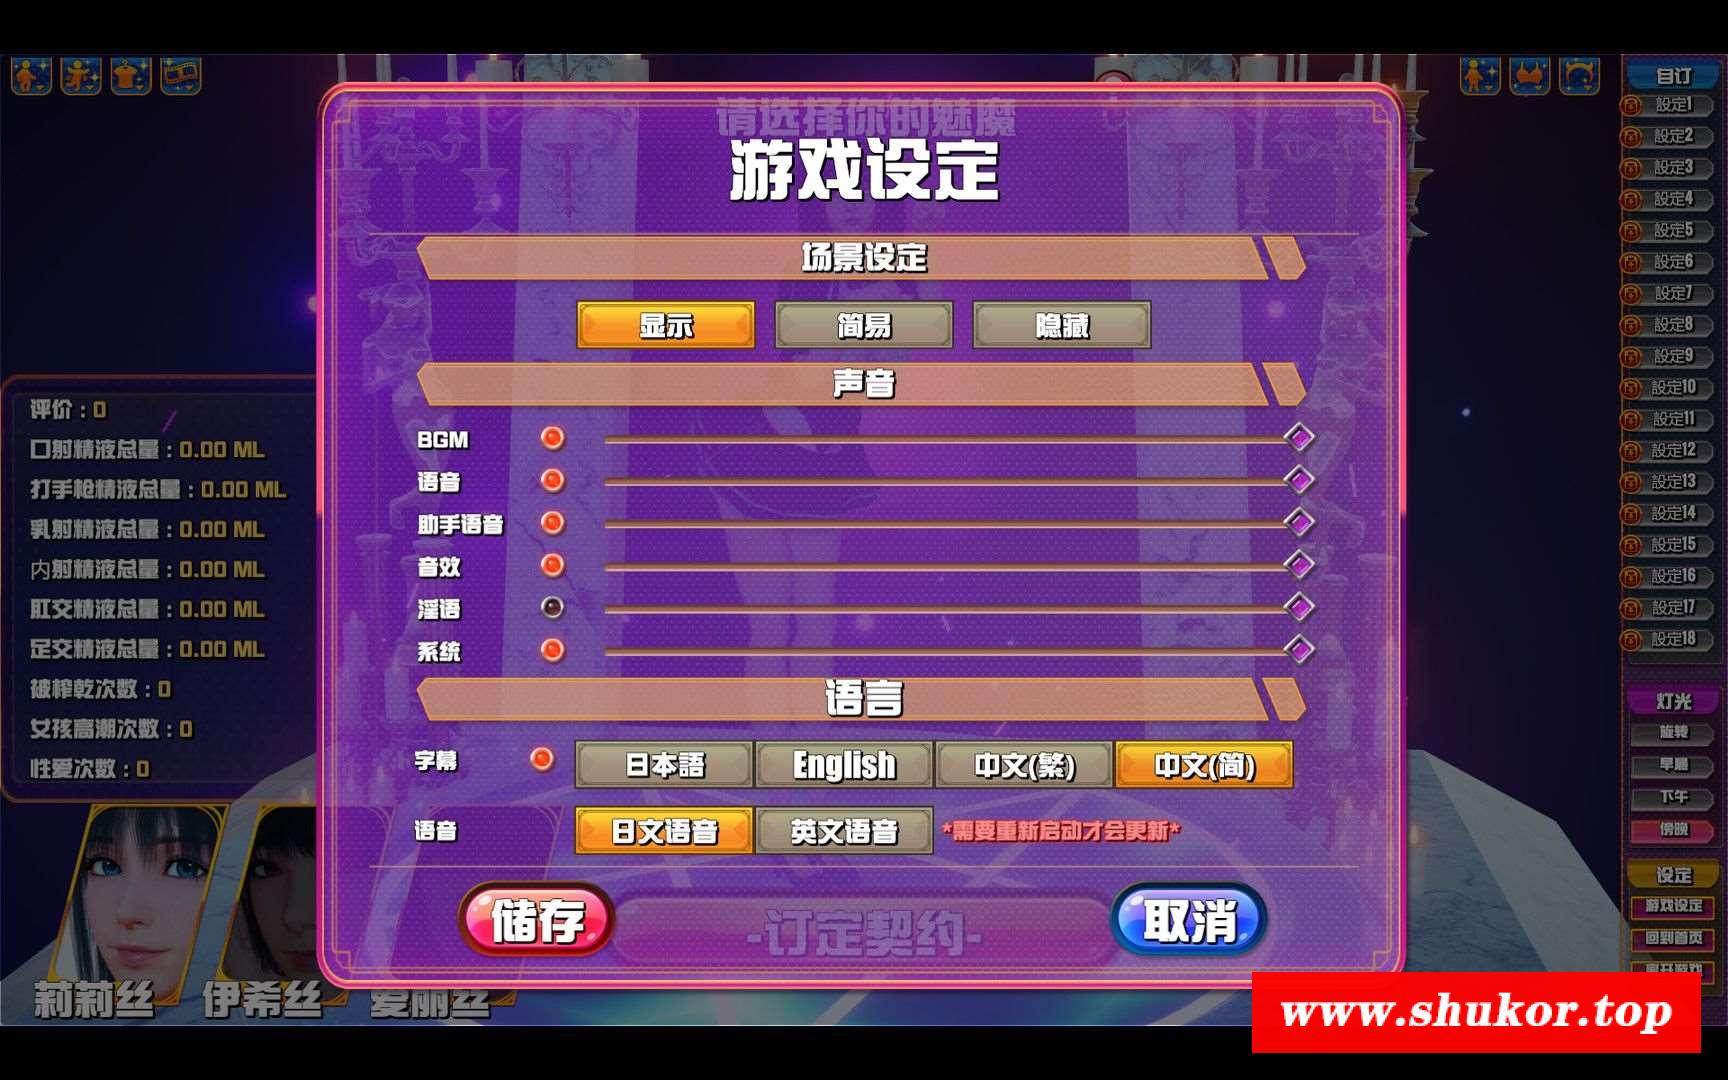 请选择你的魅魔
游戏设定
场景设定
显示 简易 隐藏
声音
BGM
语音
助手语音
音效
淫语
系统
语言
字幕 日本語 English 中文(繁) 中文(简)
语音 日文语音 英文语音 *需要重新启动才会更新*
储存 -订定契约- 取消
评价 : 0
口射精液总量 : 0.00 ML
打手枪精液总量 : 0.00 ML
乳射精液总量 : 0.00 ML
内射精液总量 : 0.00 ML
肛交精液总量 : 0.00 ML
足交精液总量 : 0.00 ML
被榨乾次数 : 0
女孩高潮次数 : 0
性爱次数 : 0
莉莉丝 伊希丝 爱丽丝
自订
設定1
設定2
設定3
設定4
設定5
設定6
設定7
設定8
設定9
設定10
設定11
設定12
設定13
設定14
設定15
設定16
設定17
設定18
灯光
旋转
早晨
下午
傍晚
设定
游戏设定
回到首页
离开游戏
www.shukor.top